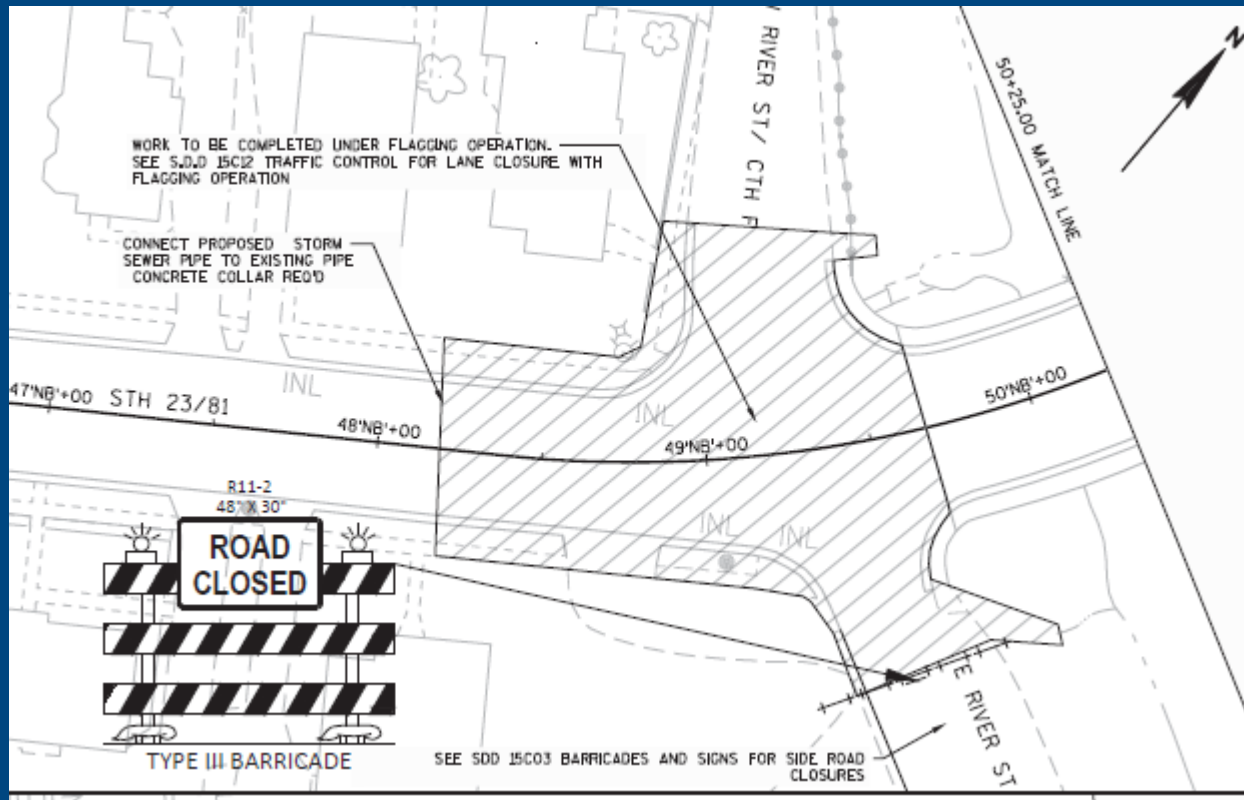 N
50+25.00 MATCH LINE
RIVER ST/ CTH F
WORK TO BE COMPLETED UNDER FLAGGING OPERATION.
SEE S.D.D 15C12 TRAFFIC CONTROL FOR LANE CLOSURE WITH
FLAGGING OPERATION
CONNECT PROPOSED STORM
SEWER PIPE TO EXISTING PIPE
CONCRETE COLLAR REQ'D
INL
INL
47'NB'+00
STH 23/81
48'NB'+00
49'NB'+00
50'NB'+00
R11-2
48" X 30"
ROAD
CLOSED
INL
INL
TYPE III BARRICADE
SEE SDD 15C03 BARRICADES AND SIGNS FOR SIDE ROAD
CLOSURES
E RIVER ST